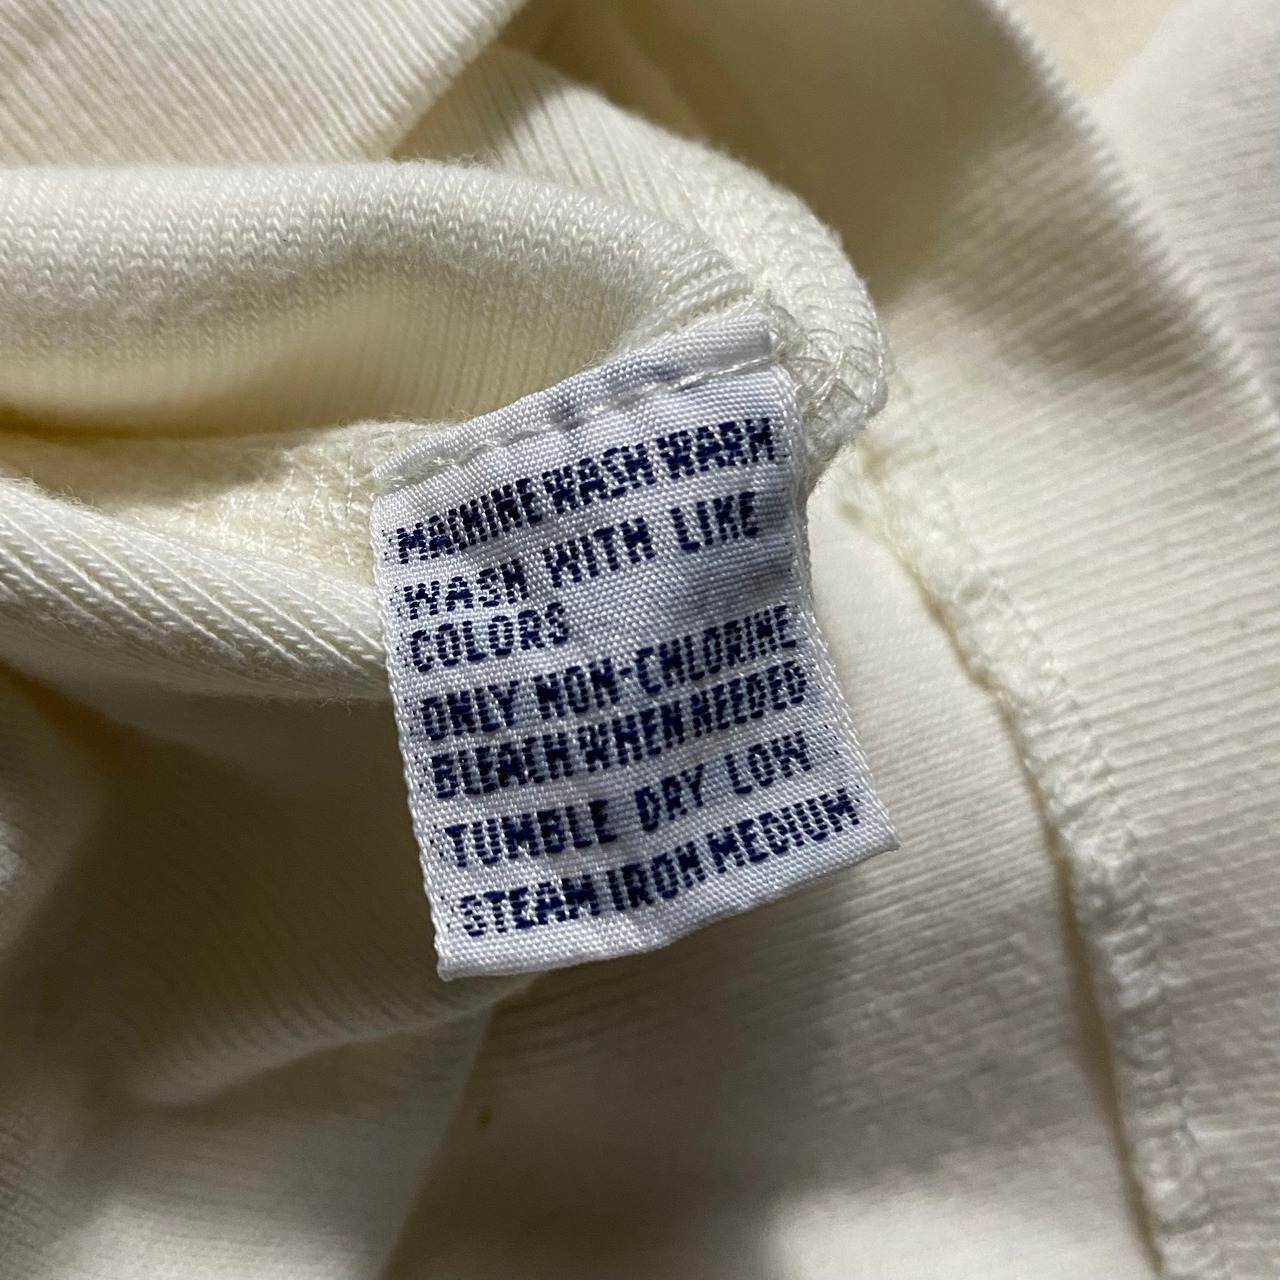 MACHINE WASH WARM
WASH WITH LIKE
COLORS
ONLY NON-CHLORINE
BLEACH WHEN NEEDED
TUMBLE DRY LOW
STEAM IRON MEDIUM